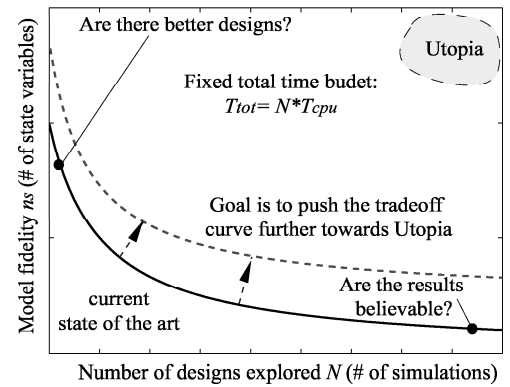 Are there better designs?
Utopia
Fixed total time budet:
Ttot= N*Tcpu
Goal is to push the tradeoff
curve further towards Utopia
Are the results
believable?
current
state of the art
Model fidelity ns (# of state variables)
Number of designs explored N (# of simulations)